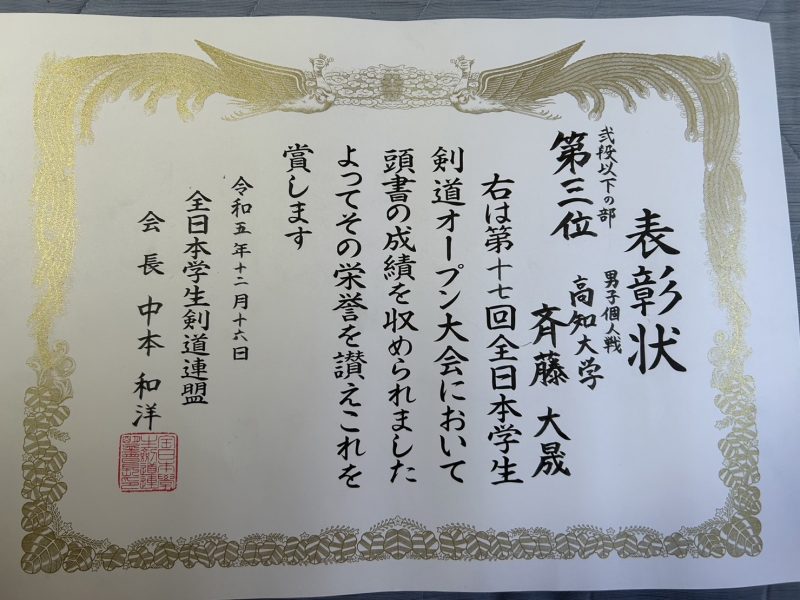 表彰状
弐段以下の部 男子個人戦
第三位 高知大学
斉藤 大晟
右は第十七回全日本学生
剣道オープン大会において
頭書の成績を収められました
よってその栄誉を讃えこれを
賞します
令和五年十二月十六日
全日本学生剣道連盟
会長 中本 和洋